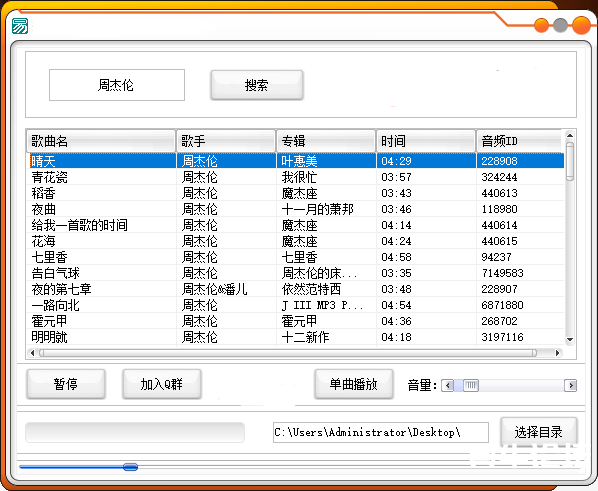 易
周杰伦 搜索
歌曲名 歌手 专辑 时间 音频ID
晴天 周杰伦 叶惠美 04:29 228908
青花瓷 周杰伦 我很忙 03:57 324244
稻香 周杰伦 魔杰座 03:43 440613
夜曲 周杰伦 十一月的萧邦 03:46 118980
给我一首歌的时间 周杰伦 魔杰座 04:14 440614
花海 周杰伦 魔杰座 04:24 440615
七里香 周杰伦 七里香 04:58 94237
告白气球 周杰伦 周杰伦的床... 03:35 7149583
夜的第七章 周杰伦&潘儿 依然范特西 03:48 228907
一路向北 周杰伦 J III MP3 P... 04:54 6871880
霍元甲 周杰伦 霍元甲 04:36 268702
明明就 周杰伦 十二新作 04:18 3197116
暂停 加入Q群 单曲播放 音量:
C:\Users\Administrator\Desktop\ 选择目录